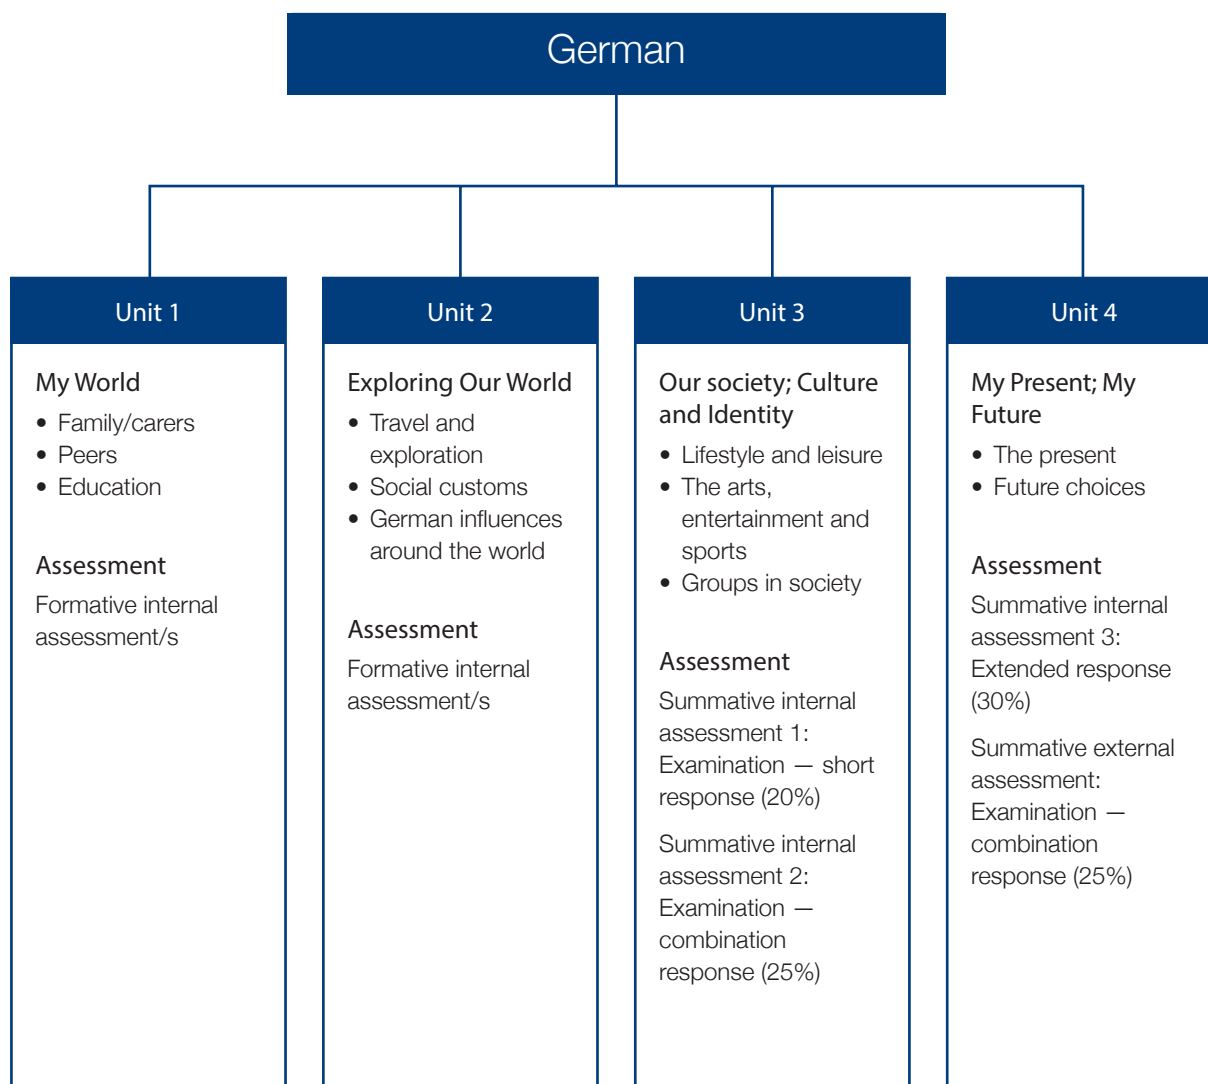 German
Unit 1
My World
• Family/carers
• Peers
• Education
Assessment
Formative internal
assessment/s
Unit 2
Exploring Our World
• Travel and
exploration
• Social customs
• German influences
around the world
Assessment
Formative internal
assessment/s
Unit 3
Our society; Culture
and Identity
• Lifestyle and leisure
• The arts,
entertainment and
sports
• Groups in society
Assessment
Summative internal
assessment 1:
Examination — short
response (20%)
Summative internal
assessment 2:
Examination —
combination
response (25%)
Unit 4
My Present; My
Future
• The present
• Future choices
Assessment
Summative internal
assessment 3:
Extended response
(30%)
Summative external
assessment:
Examination —
combination
response (25%)